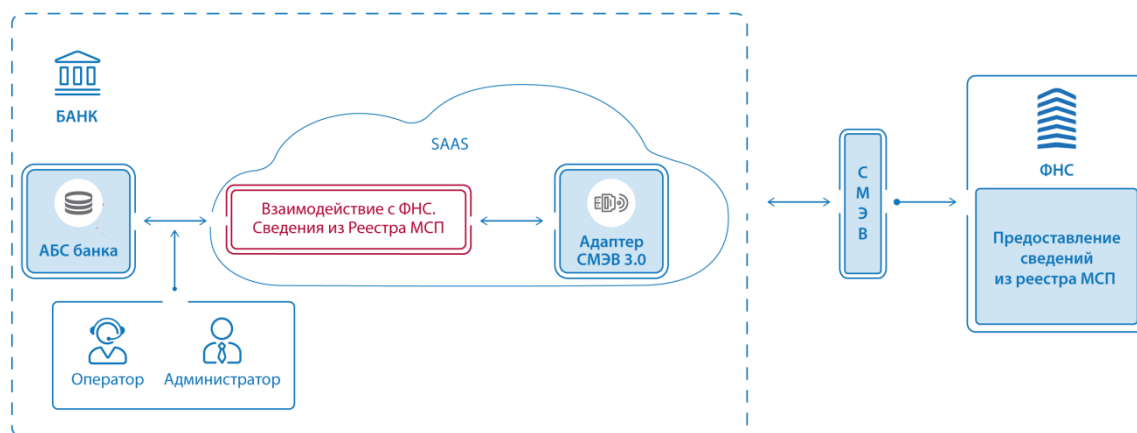 БАНК
SAAS
АБС банка
Взаимодействие с ФНС.
Сведения из Реестра МСП
EDI
Адаптер
СМЭВ 3.0
Оператор
Администратор
С
М
Э
В
ФНС
Предоставление
сведений
из реестра МСП